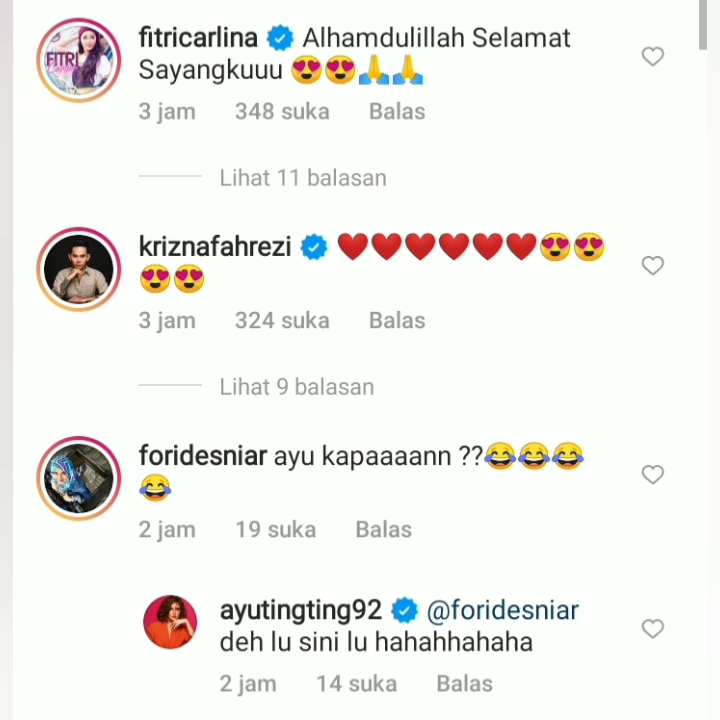 FITRI
fitricarlina Alhamdulillah Selamat
Sayangkuuu 😍😍🙏🙏
3 jam 348 suka Balas
Lihat 11 balasan
kriznafahrezi ❤️❤️❤️❤️❤️❤️😍😍
😍😍
3 jam 324 suka Balas
Lihat 9 balasan
foridesniar ayu kapaaaann ??😂😂😂
😂
2 jam 19 suka Balas
ayutingting92 @foridesniar
deh lu sini lu hahahhahaha
2 jam 14 suka Balas